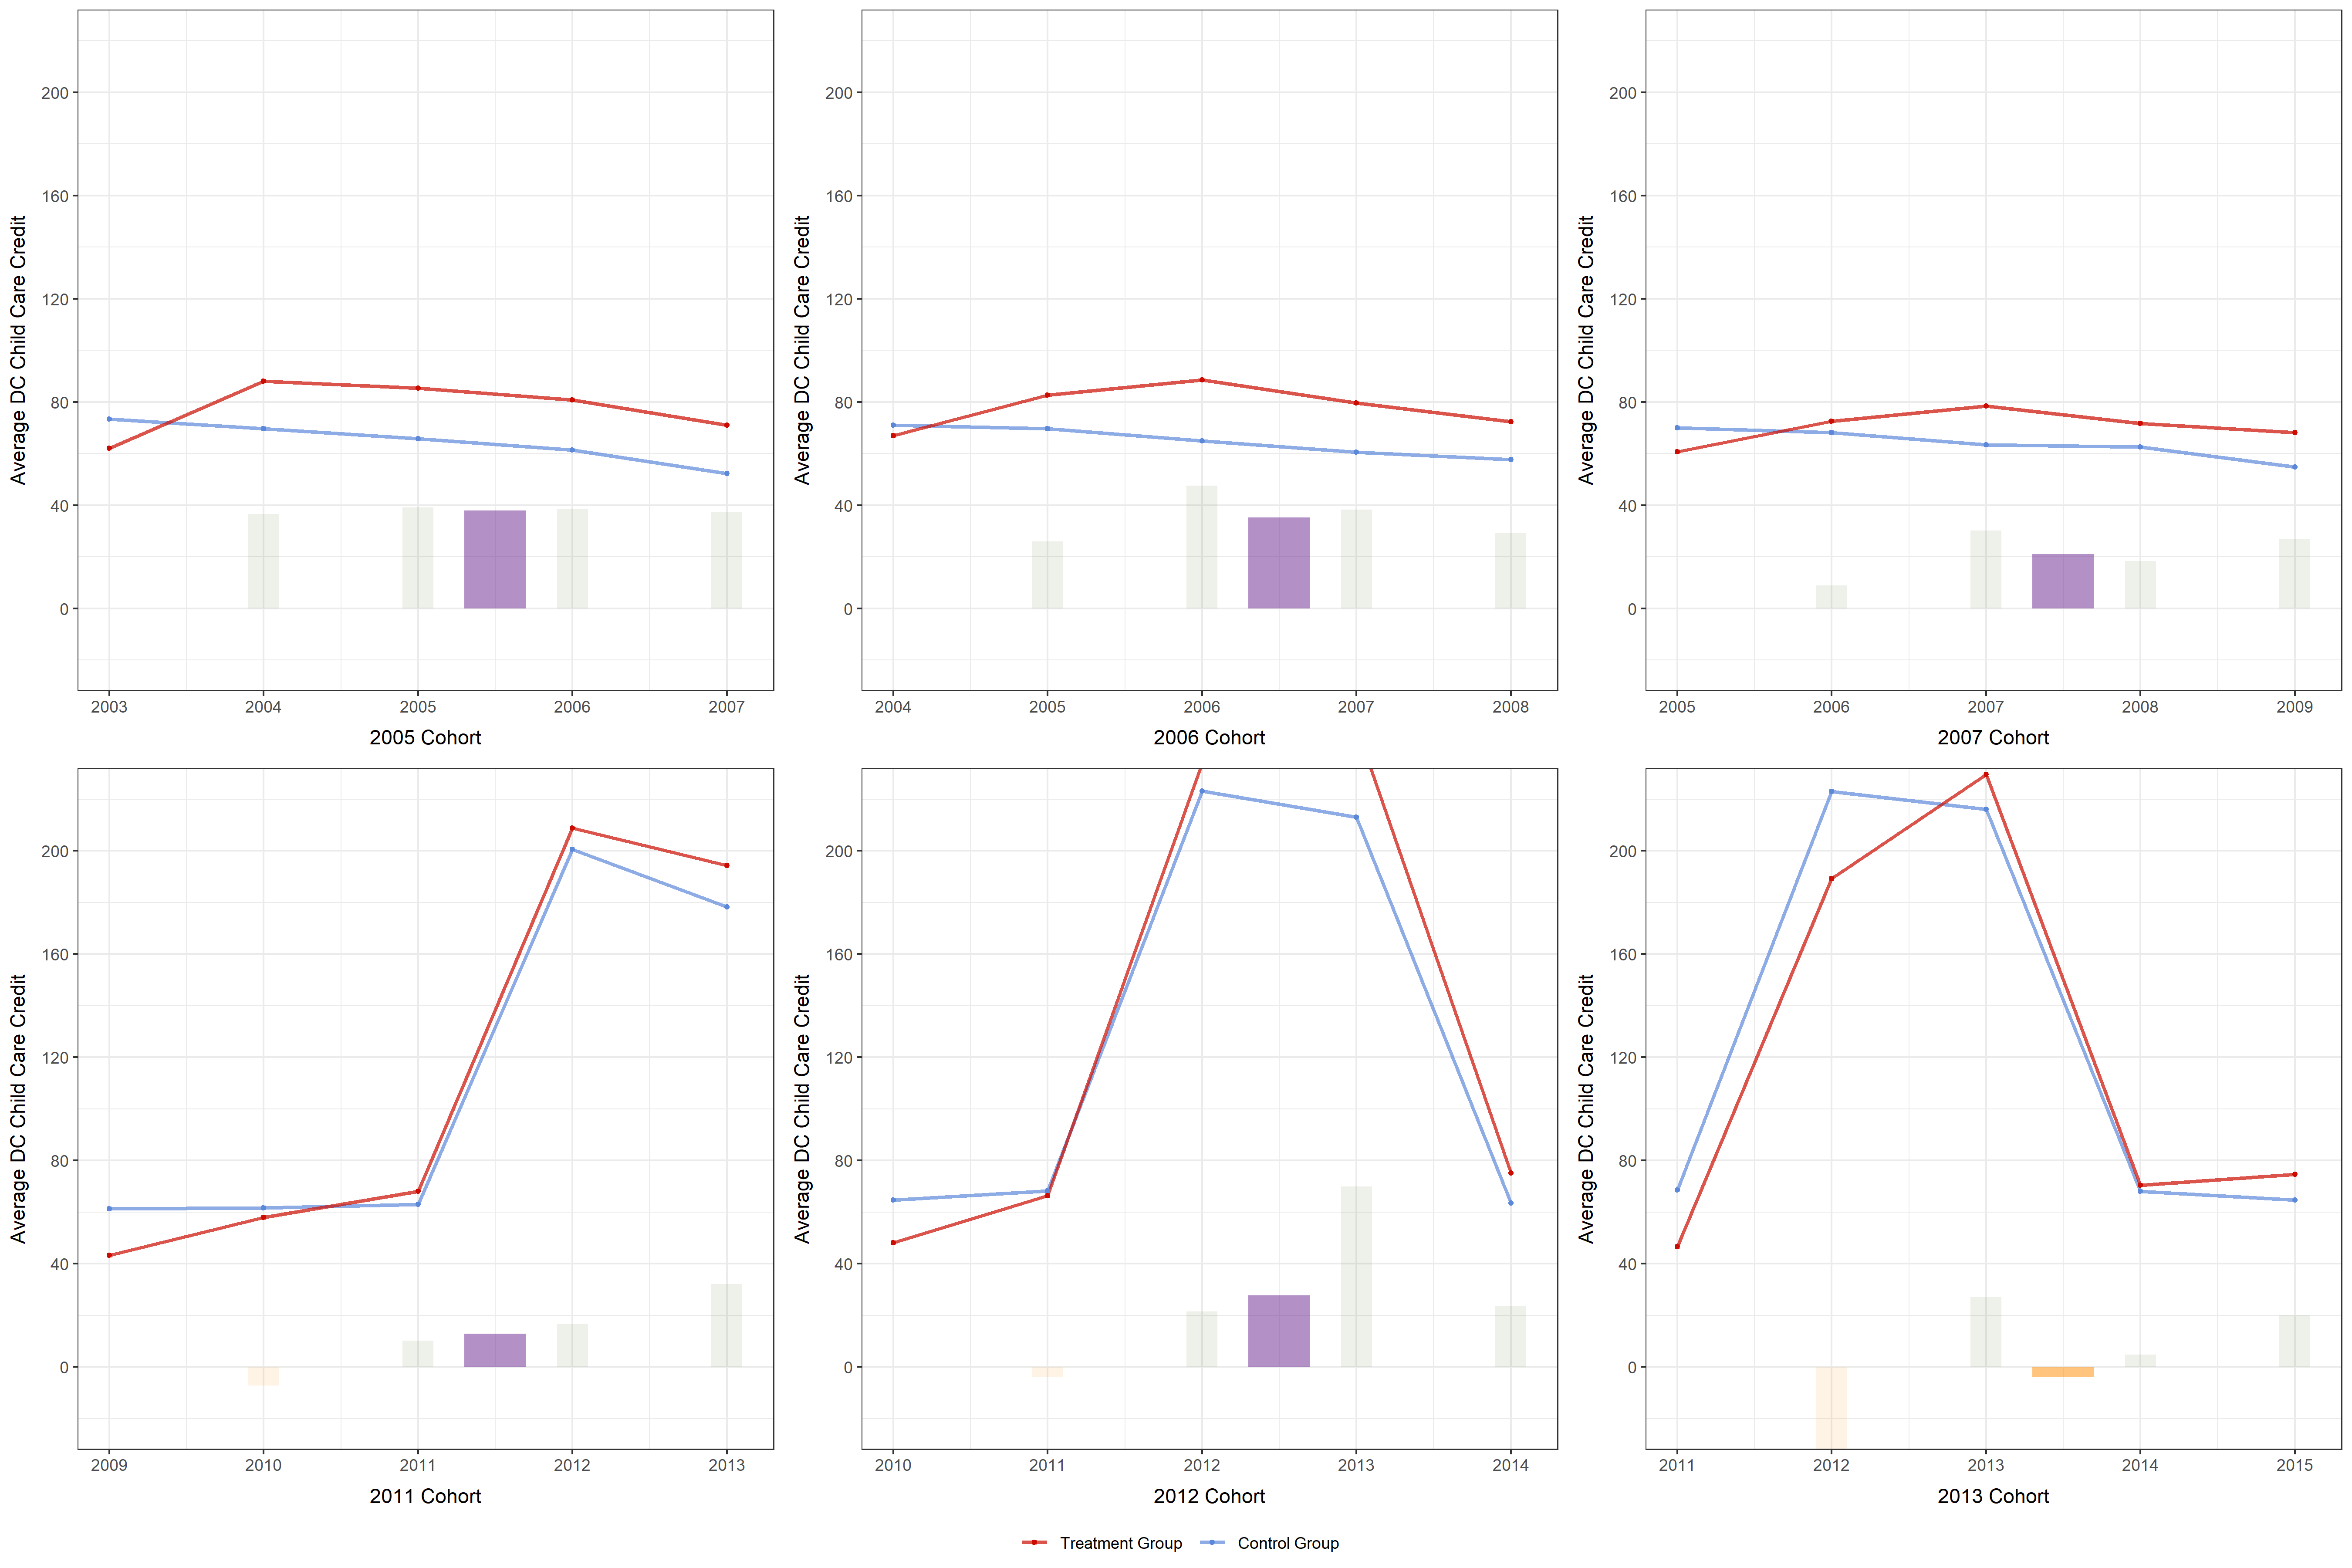 200
160
120
80
40
0
Average DC Child Care Credit
2003 2004 2005 2006 2007
2005 Cohort
200
160
120
80
40
0
Average DC Child Care Credit
2004 2005 2006 2007 2008
2006 Cohort
200
160
120
80
40
0
Average DC Child Care Credit
2005 2006 2007 2008 2009
2007 Cohort
200
160
120
80
40
0
Average DC Child Care Credit
2009 2010 2011 2012 2013
2011 Cohort
200
160
120
80
40
0
Average DC Child Care Credit
2010 2011 2012 2013 2014
2012 Cohort
200
160
120
80
40
0
Average DC Child Care Credit
2011 2012 2013 2014 2015
2013 Cohort
Treatment Group Control Group